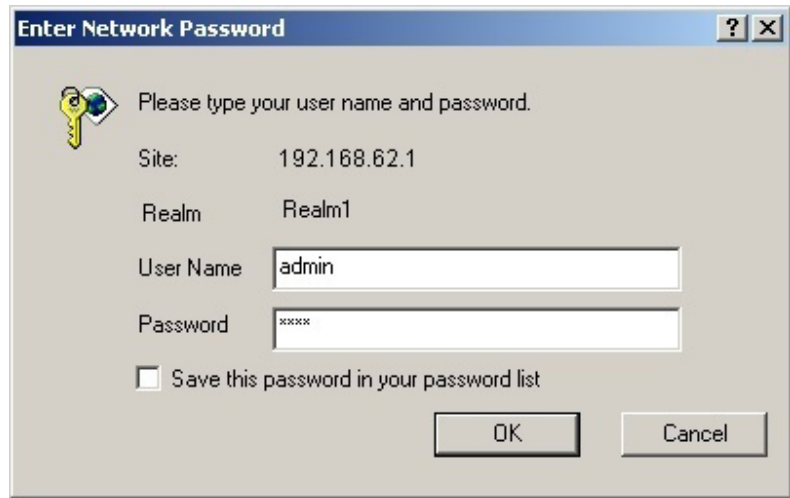 Enter Network Password
Please type your user name and password.
Site: 192.168.62.1
Realm Realm1
User Name admin
Password xxxx
Save this password in your password list
OK Cancel